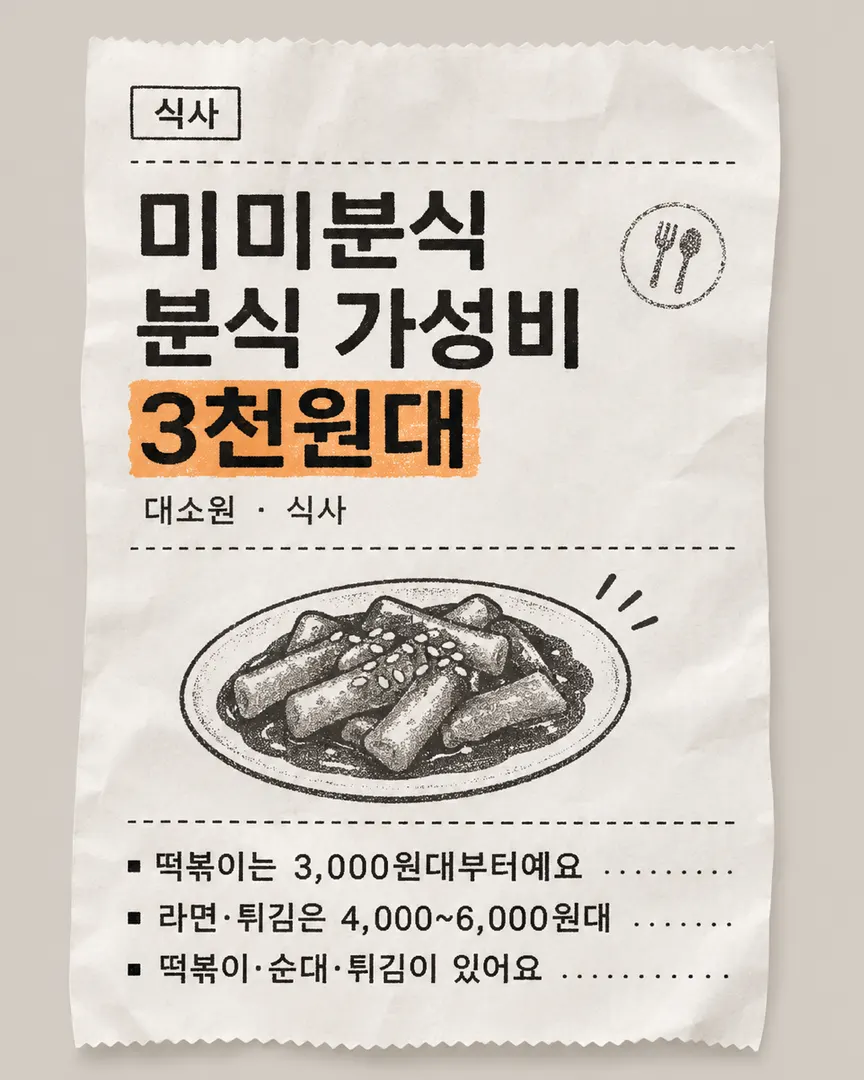 식사
미미분식
분식 가성비
3천원대
대소원 · 식사
떡볶이는 3,000원대부터예요
라면·튀김은 4,000~6,000원대
떡볶이·순대·튀김이 있어요